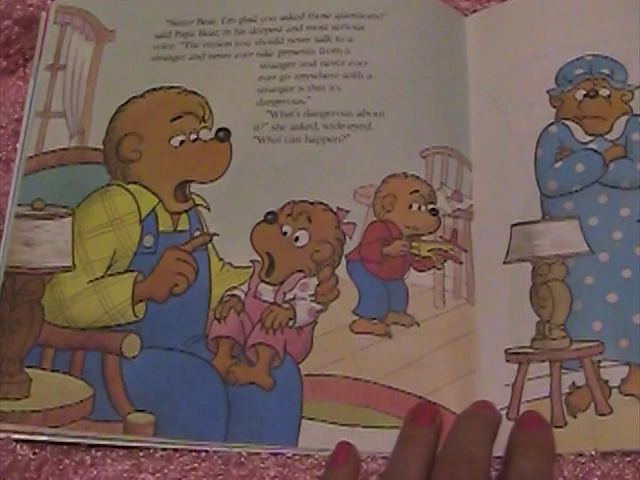 "Sister Bear, I'm glad you asked those questions!"
said Papa Bear in his deepest and most serious
voice. "The reason you should never talk to a
stranger and never ever take presents from a
stranger and never ever
ever go anywhere with a
stranger is that it's
dangerous."
"What's dangerous about
it?" she asked, wide-eyed.
"What can happen?"